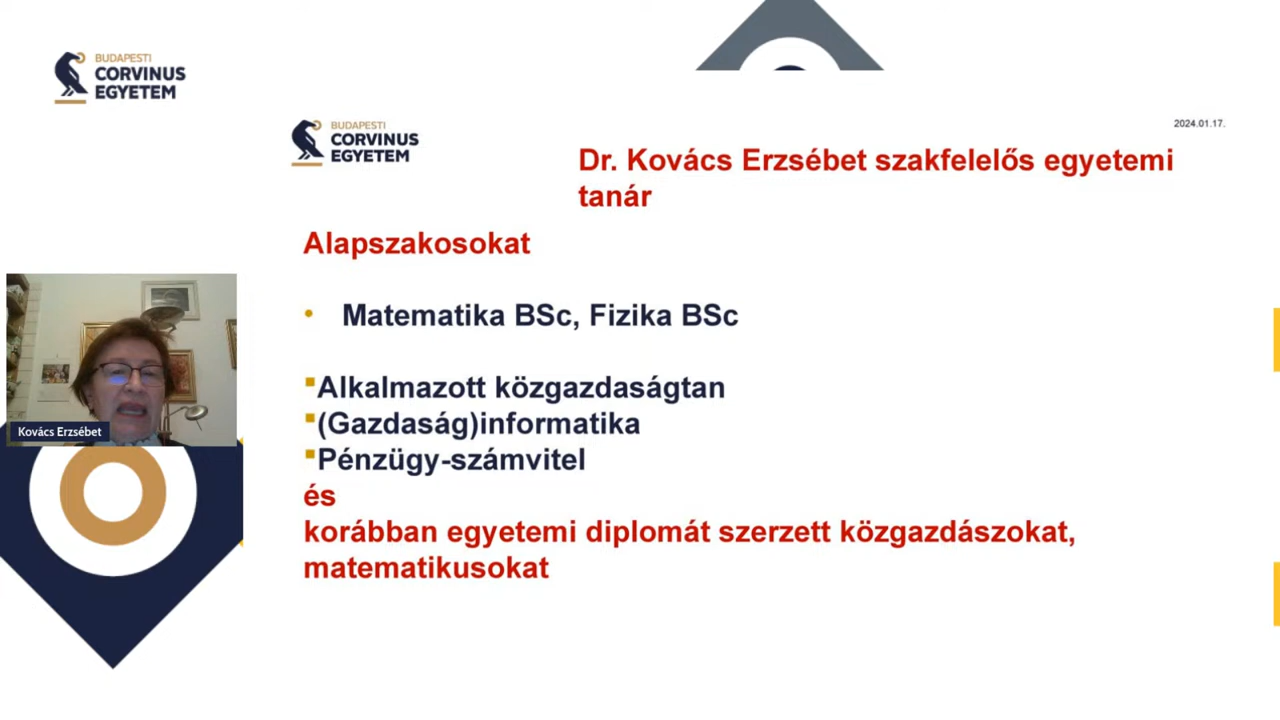 BUDAPESTI
CORVINUS
EGYETEM
BUDAPESTI
CORVINUS
EGYETEM
2024.01.17.
Dr. Kovács Erzsébet szakfelelős egyetemi
tanár
Alapszakosokat
• Matematika BSc, Fizika BSc
▪Alkalmazott közgazdaságtan
▪(Gazdaság)informatika
▪Pénzügy-számvitel
és
korábban egyetemi diplomát szerzett közgazdászokat,
matematikusokat
Kovács Erzsébet